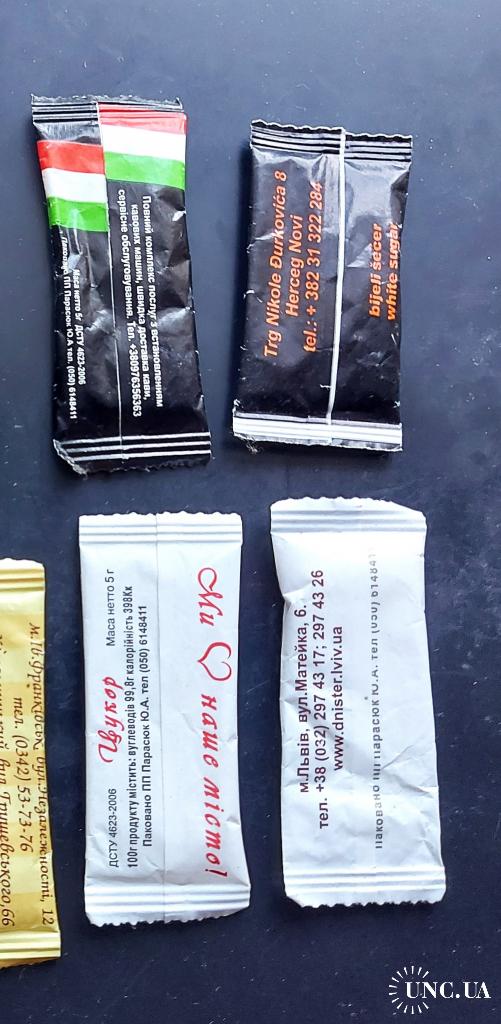 Повний комплекс послуг з встановленням
кавових машин, швидка доставка кави,
сервісне обслуговування. Тел. +380976356363
Маса нетто 5г ДСТУ 4623-2006
Паковано ПП Парасюк Ю.А тел. (050) 6148411
Trg Nikole Đurkovića 8
Herceg Novi
tel.: + 382 31 322 284
bijeli šećer
white sugar
м. Ів.Франківськ, вул.Незалежності, 12
тел. (0342) 53-73-76
вул. Грушевського,66
Ми ♡ наше місто!
Цукор
Маса нетто 5 г
ДСТУ 4623-2006
100г продукту містить: вуглеводів 99,8г калорійність 398Кк
Паковано ПП Парасюк Ю.А. тел (050) 6148411
м.Львів, вул.Матейка, 6.
тел. +38 (032) 297 43 17; 297 43 26
www.dnister.lviv.ua
паковано ПП Парасюк Ю.А. тел (050) 6148411
UNC.UA